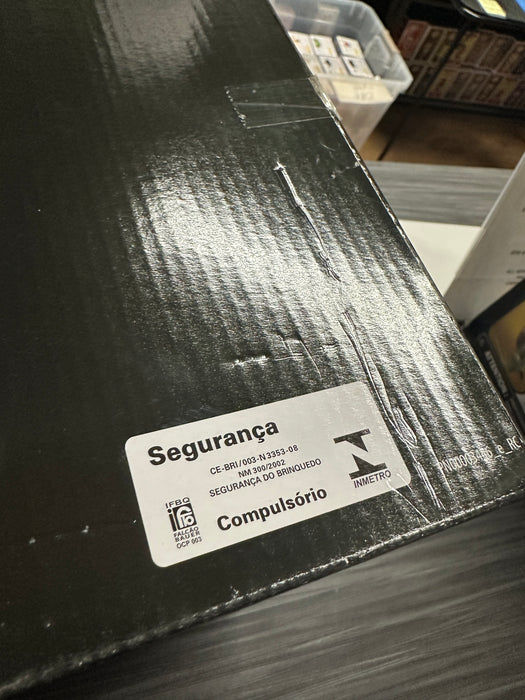 Segurança
CE-BRI/003-N3353-08
NM 300/2002
SEGURANÇA DO BRINQUEDO
Compulsório
IFBQ
FALCÃO
BAUER
OCP 003
INMETRO